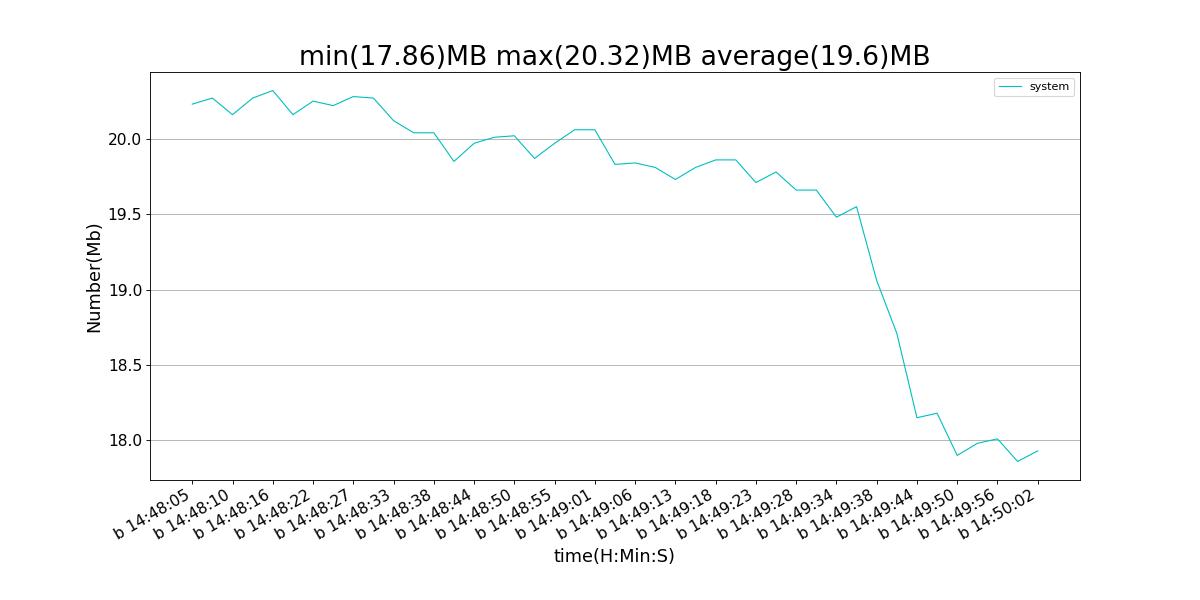 min(17.86)MB max(20.32)MB average(19.6)MB
system
20.0
19.5
19.0
18.5
18.0
Number(Mb)
b 14:48:05
b 14:48:10
b 14:48:16
b 14:48:22
b 14:48:27
b 14:48:33
b 14:48:38
b 14:48:44
b 14:48:50
b 14:48:55
b 14:49:01
b 14:49:06
b 14:49:13
b 14:49:18
b 14:49:23
b 14:49:28
b 14:49:34
b 14:49:38
b 14:49:44
b 14:49:50
b 14:49:56
b 14:50:02
time(H:Min:S)